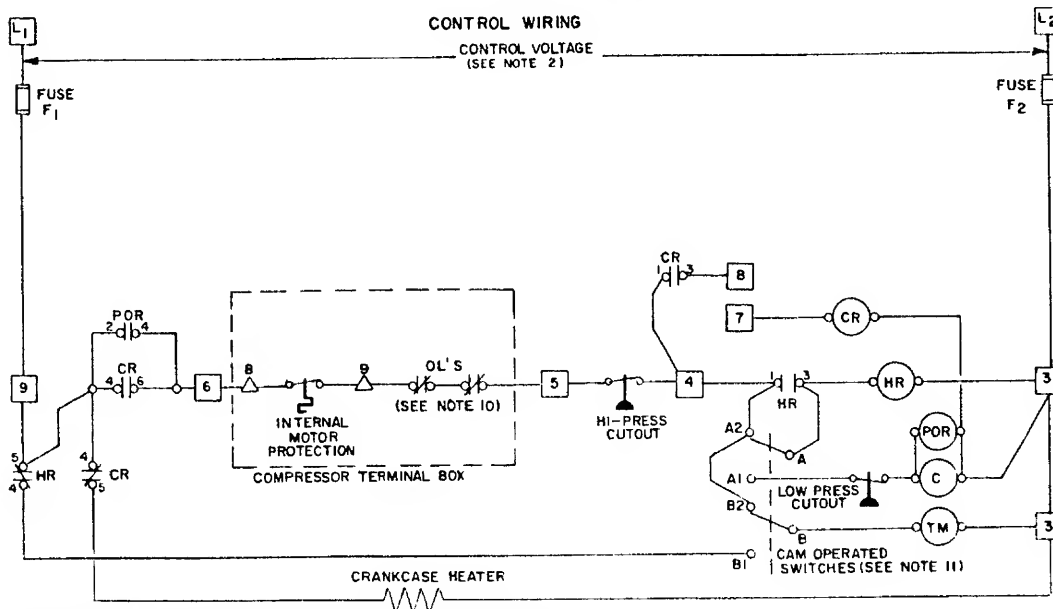 L1
CONTROL WIRING
L2
CONTROL VOLTAGE
(SEE NOTE 2)
FUSE
F1
FUSE
F2
CR
1 3
8
POR
2 4
7
CR
CR
4 6
9
6
8
9
OL'S
(SEE NOTE 10)
5
4
1 3
HR
HR
3
INTERNAL
MOTOR
PROTECTION
HI-PRESS
CUTOUT
COMPRESSOR TERMINAL BOX
A2
A
POR
5
HR
4
4
CR
5
A1
LOW PRESS
CUTOUT
C
B2
B
TM
3
B1
CAM OPERATED
SWITCHES (SEE NOTE 11)
CRANKCASE HEATER